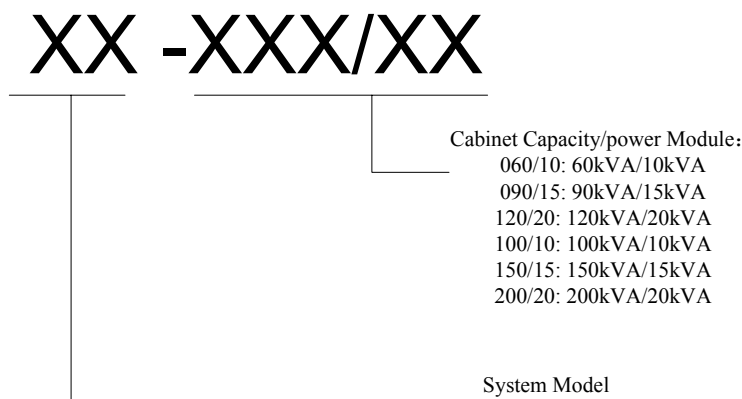 XX -XXX/XX
Cabinet Capacity/power Module：
060/10: 60kVA/10kVA
090/15: 90kVA/15kVA
120/20: 120kVA/20kVA
100/10: 100kVA/10kVA
150/15: 150kVA/15kVA
200/20: 200kVA/20kVA
System Model